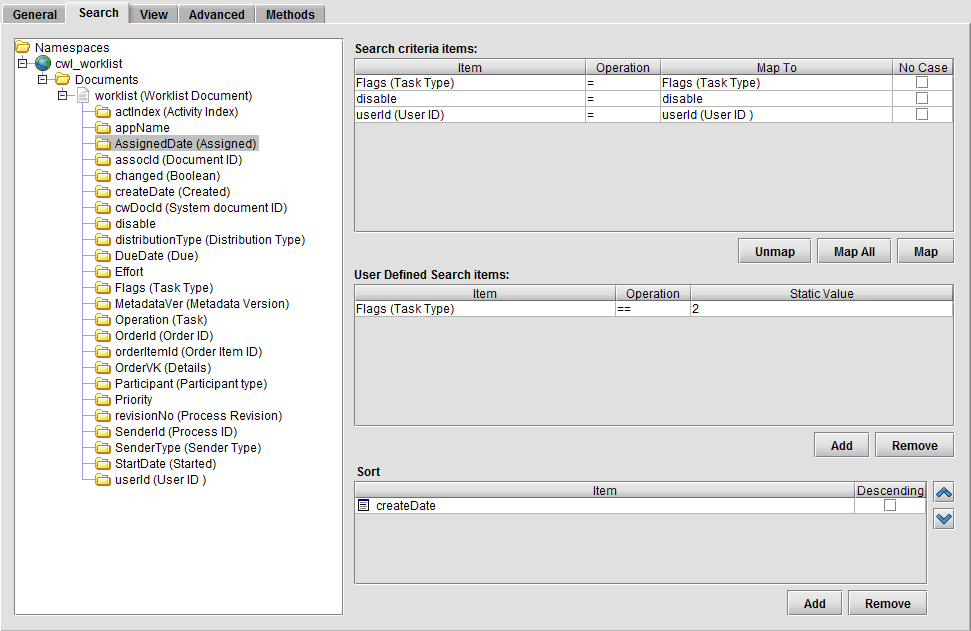 General Search View Advanced Methods
Namespaces
cwl_worklist
Documents
worklist (Worklist Document)
actIndex (Activity Index)
appName
AssignedDate (Assigned)
assocId (Document ID)
changed (Boolean)
createDate (Created)
cwDocId (System document ID)
disable
distributionType (Distribution Type)
DueDate (Due)
Effort
Flags (Task Type)
MetadataVer (Metadata Version)
Operation (Task)
OrderId (Order ID)
orderItemId (Order Item ID)
OrderVK (Details)
Participant (Participant type)
Priority
revisionNo (Process Revision)
SenderId (Process ID)
SenderType (Sender Type)
StartDate (Started)
userId (User ID )
Search criteria items:
Item Operation Map To No Case
Flags (Task Type) = Flags (Task Type)
disable = disable
userId (User ID) = userId (User ID )
Unmap Map All Map
User Defined Search items:
Item Operation Static Value
Flags (Task Type) == 2
Add Remove
Sort
Item Descending
createDate
Add Remove